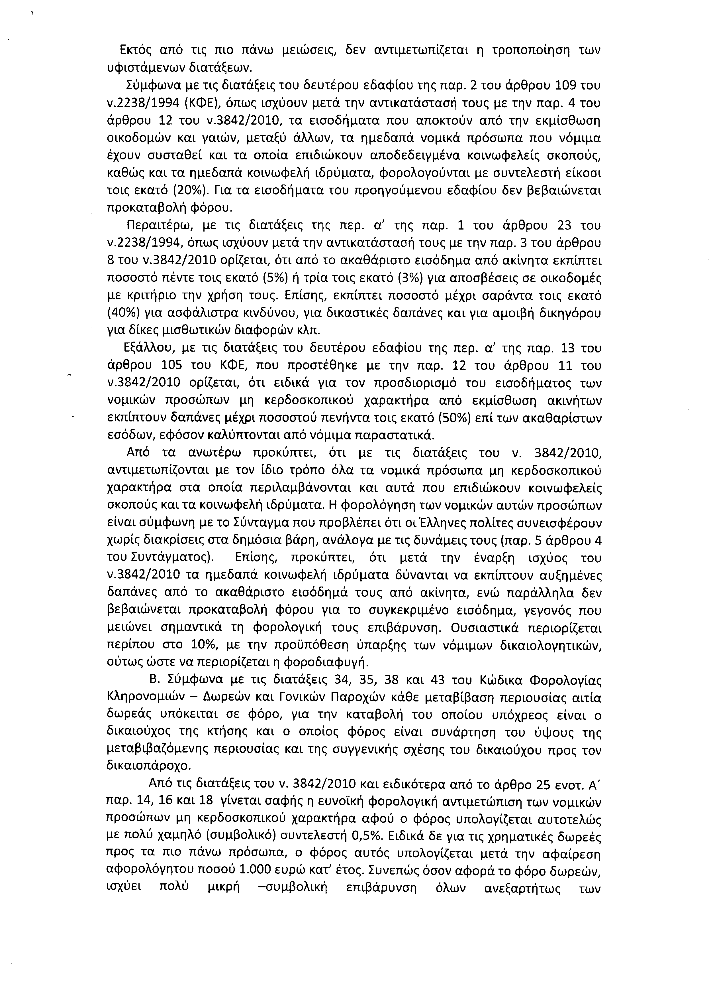 Εκτός από τις πιο πάνω μειώσεις, δεν αντιμετωπίζεται η τροποποίηση των
υφιστάμενων διατάξεων.
Σύμφωνα με τις διατάξεις του δευτέρου εδαφίου της παρ. 2 του άρθρου 109 του
ν.2238/1994 (ΚΦΕ), όπως ισχύουν μετά την αντικατάστασή τους με την παρ. 4 του
άρθρου 12 του ν.3842/2010, τα εισοδήματα που αποκτούν από την εκμίσθωση
οικοδομών και γαιών, μεταξύ άλλων, τα ημεδαπά νομικά πρόσωπα που νόμιμα
έχουν συσταθεί και τα οποία επιδιώκουν αποδεδειγμένα κοινωφελείς σκοπούς,
καθώς και τα ημεδαπά κοινωφελή ιδρύματα, φορολογούνται με συντελεστή είκοσι
τοις εκατό (20%). Για τα εισοδήματα του προηγούμενου εδαφίου δεν βεβαιώνεται
προκαταβολή φόρου.
Περαιτέρω, με τις διατάξεις της περ. α' της παρ. 1 του άρθρου 23 του
ν.2238/1994, όπως ισχύουν μετά την αντικατάστασή τους με την παρ. 3 του άρθρου
8 του ν.3842/2010 ορίζεται, ότι από το ακαθάριστο εισόδημα από ακίνητα εκπίπτει
ποσοστό πέντε τοις εκατό (5%) ή τρία τοις εκατό (3%) για αποσβέσεις σε οικοδομές
με κριτήριο την χρήση τους. Επίσης, εκπίπτει ποσοστό μέχρι σαράντα τοις εκατό
(40%) για ασφάλιστρα κινδύνου, για δικαστικές δαπάνες και για αμοιβή δικηγόρου
για δίκες μισθωτικών διαφορών κλπ.
Εξάλλου, με τις διατάξεις του δευτέρου εδαφίου της περ. α' της παρ. 13 του
άρθρου 105 του ΚΦΕ, που προστέθηκε με την παρ. 12 του άρθρου 11 του
ν.3842/2010 ορίζεται, ότι ειδικά για τον προσδιορισμό του εισοδήματος των
νομικών προσώπων μη κερδοσκοπικού χαρακτήρα από εκμίσθωση ακινήτων
εκπίπτουν δαπάνες μέχρι ποσοστού πενήντα τοις εκατό (50%) επί των ακαθαρίστων
εσόδων, εφόσον καλύπτονται από νόμιμα παραστατικά.
Από τα ανωτέρω προκύπτει, ότι με τις διατάξεις του ν. 3842/2010,
αντιμετωπίζονται με τον ίδιο τρόπο όλα τα νομικά πρόσωπα μη κερδοσκοπικού
χαρακτήρα στα οποία περιλαμβάνονται και αυτά που επιδιώκουν κοινωφελείς
σκοπούς και τα κοινωφελή ιδρύματα. Η φορολόγηση των νομικών αυτών προσώπων
είναι σύμφωνη με το Σύνταγμα που προβλέπει ότι οι Έλληνες πολίτες συνεισφέρουν
χωρίς διακρίσεις στα δημόσια βάρη, ανάλογα με τις δυνάμεις τους (παρ. 5 άρθρου 4
του Συντάγματος). Επίσης, προκύπτει, ότι μετά την έναρξη ισχύος του
ν.3842/2010 τα ημεδαπά κοινωφελή ιδρύματα δύνανται να εκπίπτουν αυξημένες
δαπάνες από το ακαθάριστο εισόδημά τους από ακίνητα, ενώ παράλληλα δεν
βεβαιώνεται προκαταβολή φόρου για το συγκεκριμένο εισόδημα, γεγονός που
μειώνει σημαντικά τη φορολογική τους επιβάρυνση. Ουσιαστικά περιορίζεται
περίπου στο 10%, με την προϋπόθεση ύπαρξης των νόμιμων δικαιολογητικών,
ούτως ώστε να περιορίζεται η φοροδιαφυγή.
Β. Σύμφωνα με τις διατάξεις 34, 35, 38 και 43 του Κώδικα Φορολογίας
Κληρονομιών – Δωρεών και Γονικών Παροχών κάθε μεταβίβαση περιουσίας αιτία
δωρεάς υπόκειται σε φόρο, για την καταβολή του οποίου υπόχρεος είναι ο
δικαιούχος της κτήσης και ο οποίος φόρος είναι συνάρτηση του ύψους της
μεταβιβαζόμενης περιουσίας και της συγγενικής σχέσης του δικαιούχου προς τον
δικαιοπάροχο.
Από τις διατάξεις του ν. 3842/2010 και ειδικότερα από το άρθρο 25 ενοτ. Α'
παρ. 14, 16 και 18 γίνεται σαφής η ευνοϊκή φορολογική αντιμετώπιση των νομικών
προσώπων μη κερδοσκοπικού χαρακτήρα αφού ο φόρος υπολογίζεται αυτοτελώς
με πολύ χαμηλό (συμβολικό) συντελεστή 0,5%. Ειδικά δε για τις χρηματικές δωρεές
προς τα πιο πάνω πρόσωπα, ο φόρος αυτός υπολογίζεται μετά την αφαίρεση
αφορολόγητου ποσού 1.000 ευρώ κατ' έτος. Συνεπώς όσον αφορά το φόρο δωρεών,
ισχύει πολύ μικρή –συμβολική επιβάρυνση όλων ανεξαρτήτως των